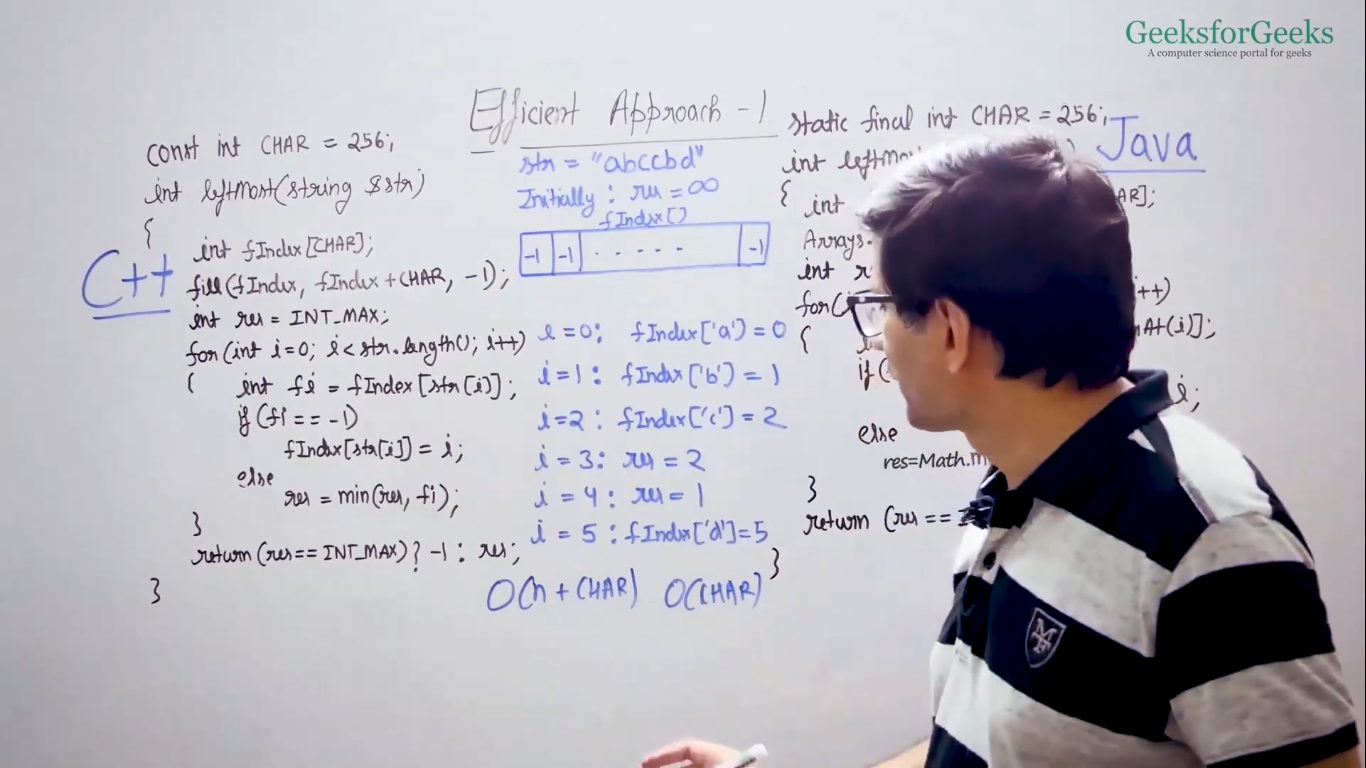 GeeksforGeeks
A computer science portal for geeks
Efficient Approach - 1
const int CHAR = 256;
int leftMost(string &str)
{
int fIndex[CHAR];
fill(fIndex, fIndex + CHAR, -1);
int res = INT_MAX;
for(int i=0; i<str.length(); i++)
{ int fi = fIndex[str[i]];
if (fi == -1)
fIndex[str[i]] = i;
else
res = min(res, fi);
}
return (res == INT_MAX) ? -1 : res;
}
C++
str = "abccbd"
Initially : res = ∞
fIndex[]
-1 -1 . . - - - -1
i = 0: fIndex['a') = 0
i = 1 : fIndex['b') = 1
i = 2 : fIndex['c') = 2
i = 3: res = 2
i = 4 : res = 1
i = 5 : fIndex['d'] = 5
O(n + CHAR) O(CHAR)
static final int CHAR = 256;
Java
int
{ int AR];
Arrays.
int
for( ++)
{ At(i)];
if( i;
else
res=Math.m
}
return (res ==
}
MTF